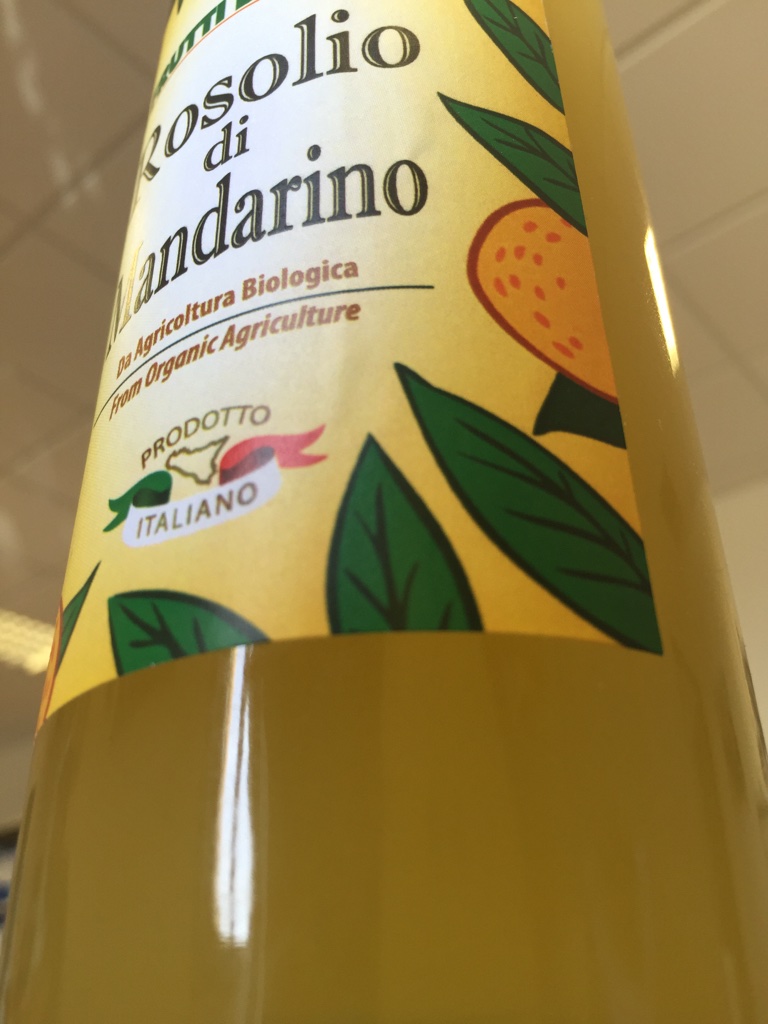 Rosolio
di
Mandarino
Da Agricoltura Biologica
From Organic Agriculture
PRODOTTO
ITALIANO